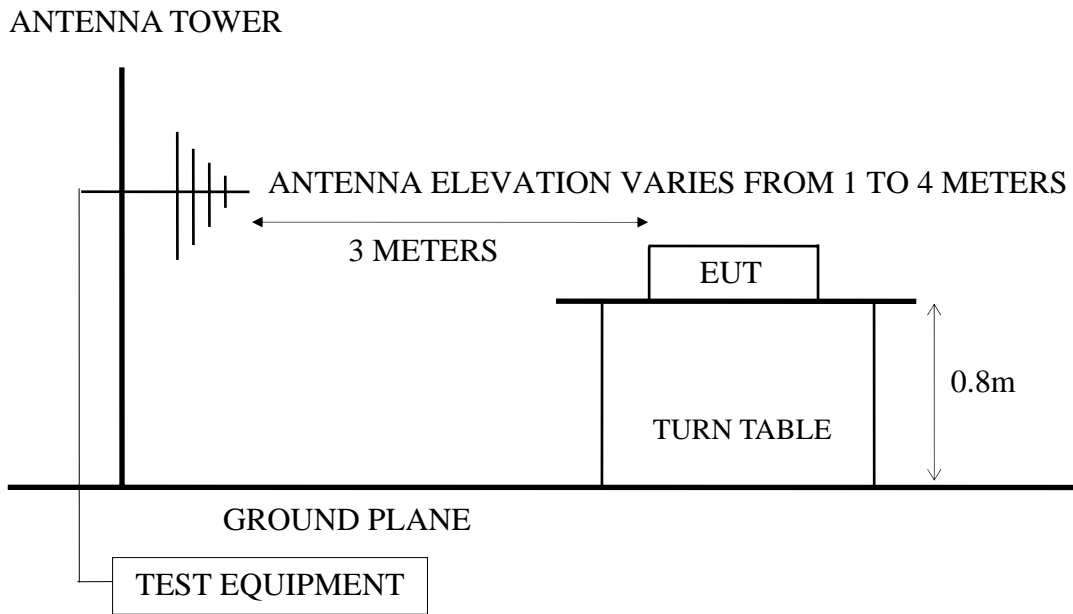 ANTENNA TOWER
ANTENNA ELEVATION VARIES FROM 1 TO 4 METERS
3 METERS
EUT
0.8m
TURN TABLE
GROUND PLANE
TEST EQUIPMENT